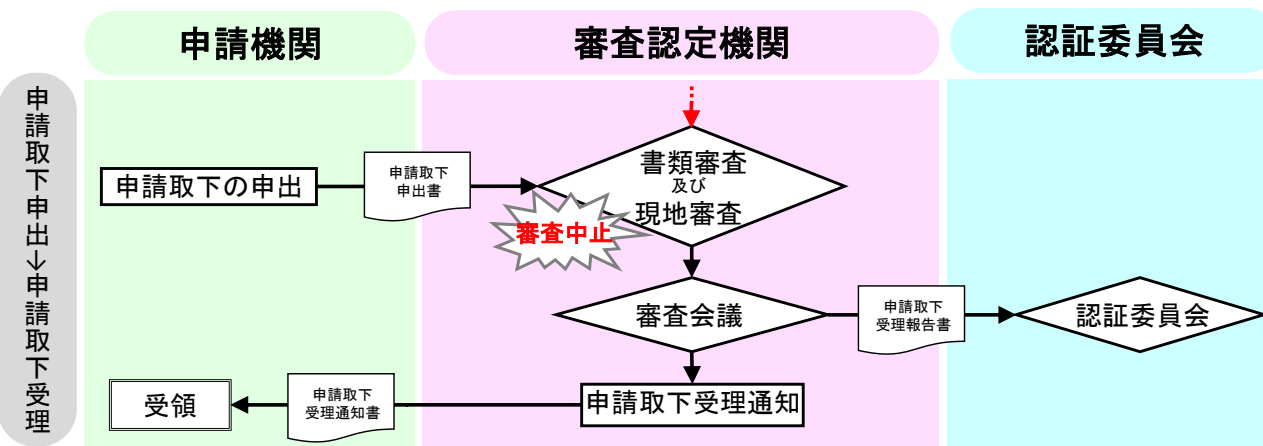 申請機関
審査認定機関
認証委員会
申請取下申出↓申請取下受理
申請取下の申出
申請取下
申出書
書類審査
及び
現地審査
審査中止
審査会議
申請取下
受理報告書
認証委員会
申請取下受理通知
申請取下
受理通知書
受領